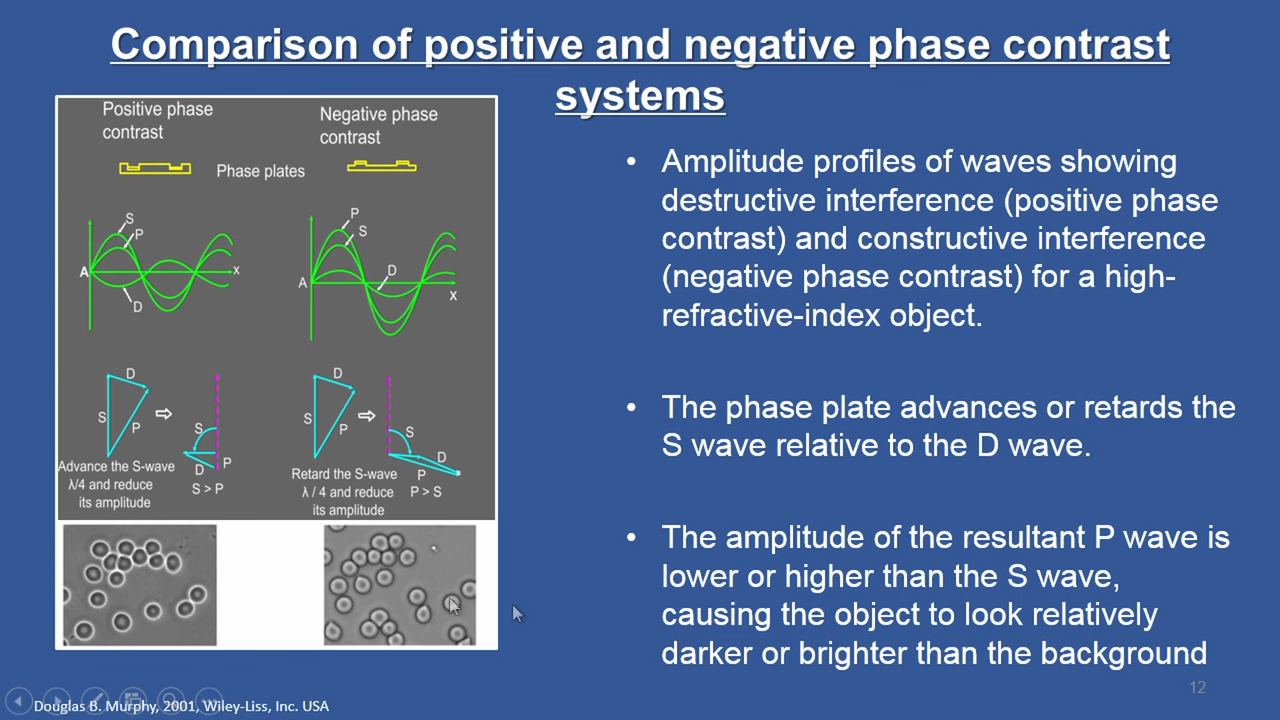 Comparison of positive and negative phase contrast
systems
Positive phase
contrast
Negative phase
contrast
Phase plates
S
P
A
x
D
P
S
D
A
x
D
S
P
S
P
D
S > P
Advance the S-wave
λ/4 and reduce
its amplitude
D
S
P
S
D
P
P > S
Retard the S-wave
λ / 4 and reduce
its amplitude
• Amplitude profiles of waves showing
destructive interference (positive phase
contrast) and constructive interference
(negative phase contrast) for a high-
refractive-index object.
• The phase plate advances or retards the
S wave relative to the D wave.
• The amplitude of the resultant P wave is
lower or higher than the S wave,
causing the object to look relatively
darker or brighter than the background
12
Douglas B. Murphy, 2001, Wiley-Liss, Inc. USA